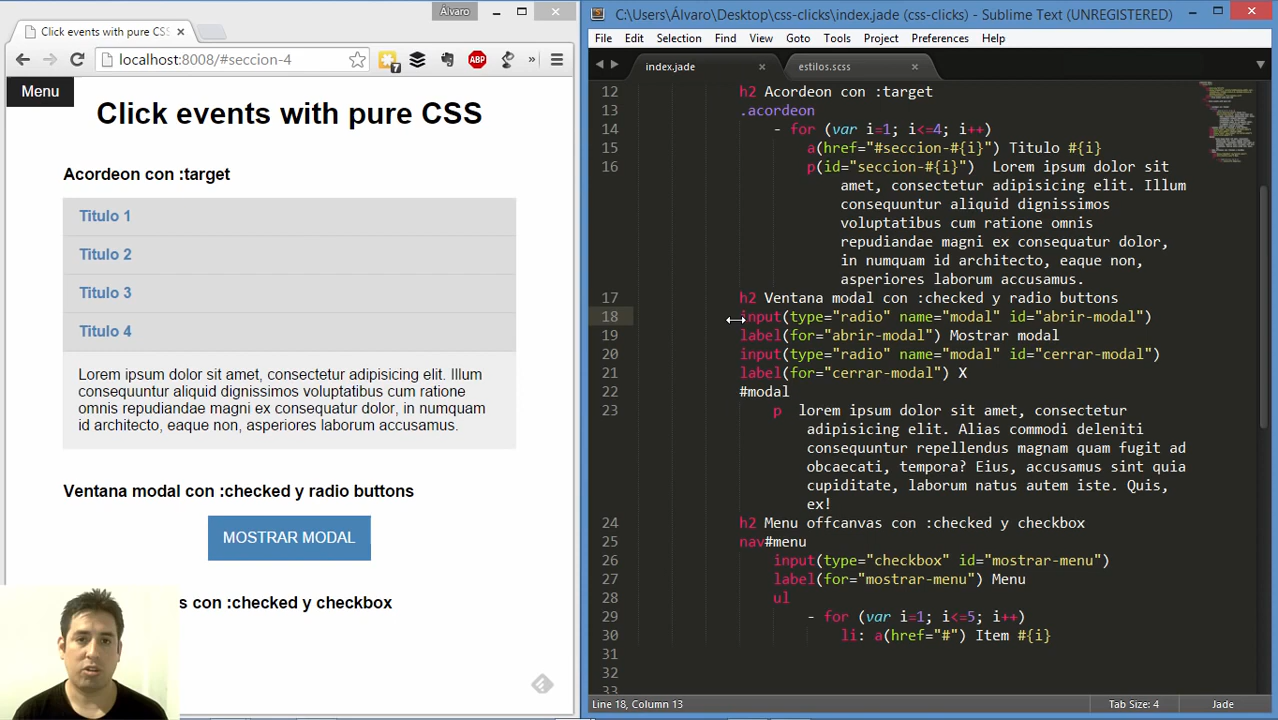 Álvaro
Click events with pure CSS
localhost:8008/#seccion-4
7
ABP
»
Menu
Click events with pure CSS
Acordeon con :target
Titulo 1
Titulo 2
Titulo 3
Titulo 4
Lorem ipsum dolor sit amet, consectetur adipisicing elit. Illum
consequuntur aliquid dignissimos voluptatibus cum ratione
omnis repudiandae magni ex consequatur dolor, in numquam
id architecto, eaque non, asperiores laborum accusamus.
Ventana modal con :checked y radio buttons
MOSTRAR MODAL
s con :checked y checkbox
C:\Users\Álvaro\Desktop\css-clicks\index.jade (css-clicks) - Sublime Text (UNREGISTERED)
File Edit Selection Find View Goto Tools Project Preferences Help
index.jade estilos.scss
12 h2 Acordeon con :target
13 .acordeon
14 - for (var i=1; i<=4; i++)
15 a(href="#seccion-#{i}") Titulo #{i}
16 p(id="seccion-#{i}") Lorem ipsum dolor sit
amet, consectetur adipisicing elit. Illum
consequuntur aliquid dignissimos
voluptatibus cum ratione omnis
repudiandae magni ex consequatur dolor,
in numquam id architecto, eaque non,
asperiores laborum accusamus.
17 h2 Ventana modal con :checked y radio buttons
18 input(type="radio" name="modal" id="abrir-modal")
19 label(for="abrir-modal") Mostrar modal
20 input(type="radio" name="modal" id="cerrar-modal")
21 label(for="cerrar-modal") X
22 #modal
23 p lorem ipsum dolor sit amet, consectetur
adipisicing elit. Alias commodi deleniti
consequuntur repellendus magnam quam fugit ad
obcaecati, tempora? Eius, accusamus sint quia
cupiditate, laborum natus autem iste. Quis,
ex!
24 h2 Menu offcanvas con :checked y checkbox
25 nav#menu
26 input(type="checkbox" id="mostrar-menu")
27 label(for="mostrar-menu") Menu
28 ul
29 - for (var i=1; i<=5; i++)
30 li: a(href="#") Item #{i}
31
32
33
Line 18, Column 13 Tab Size: 4 Jade